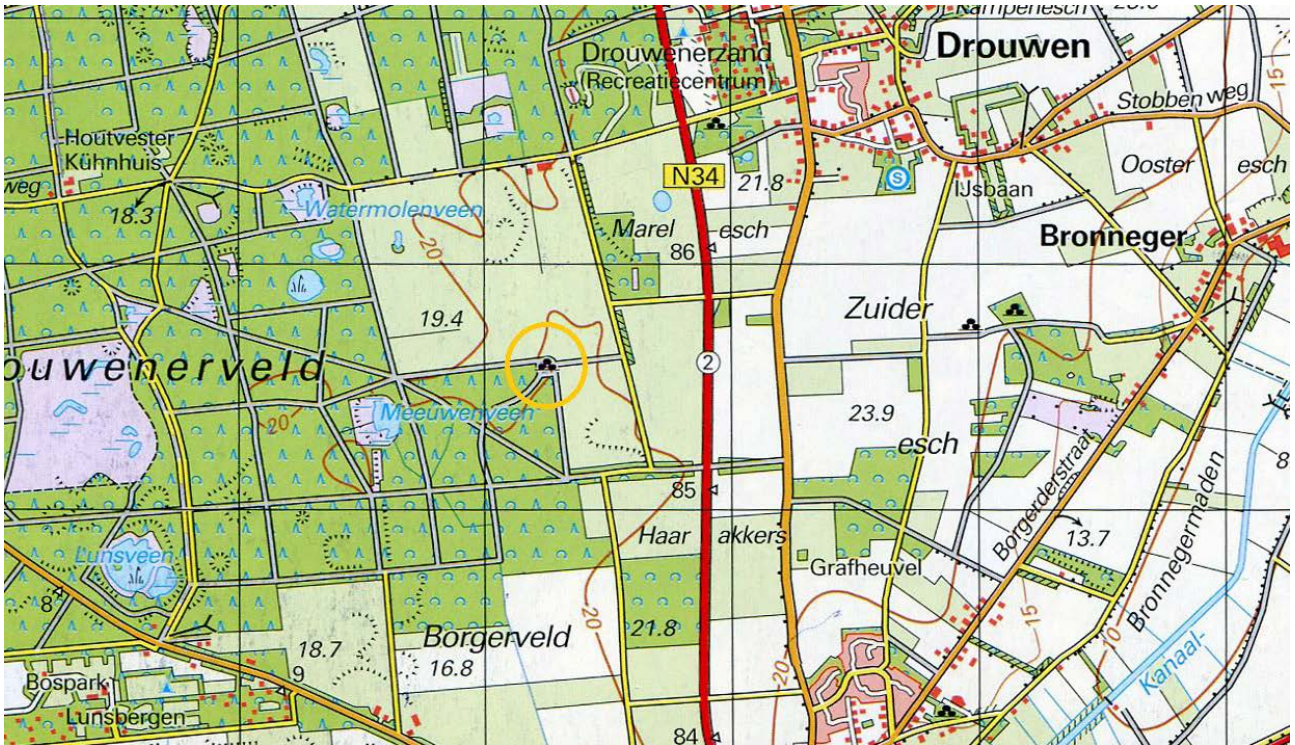 Kampenesch
Drouwenerzand
(Recreatiecentrum)
Drouwen
15
Stobben weg
Houtvester
Kühnhuis
weg
18.3
Watermolenveen
N34
21.8
S
IJsbaan
Ooster esch
20
Marel esch
86
Bronneger
19.4
Zuider
ouwenerveld
2
Meeuwenveen
20
23.9
esch
85
Borgerderstraat
8
Haar akkers
13.7
Bronnegermaden
Lunsveen
Grafheuvel
8
20
15
10
Borgerveld
21.8
18.7
16.8
20
Kanaal-
Bospark
Lunsbergen
9
84